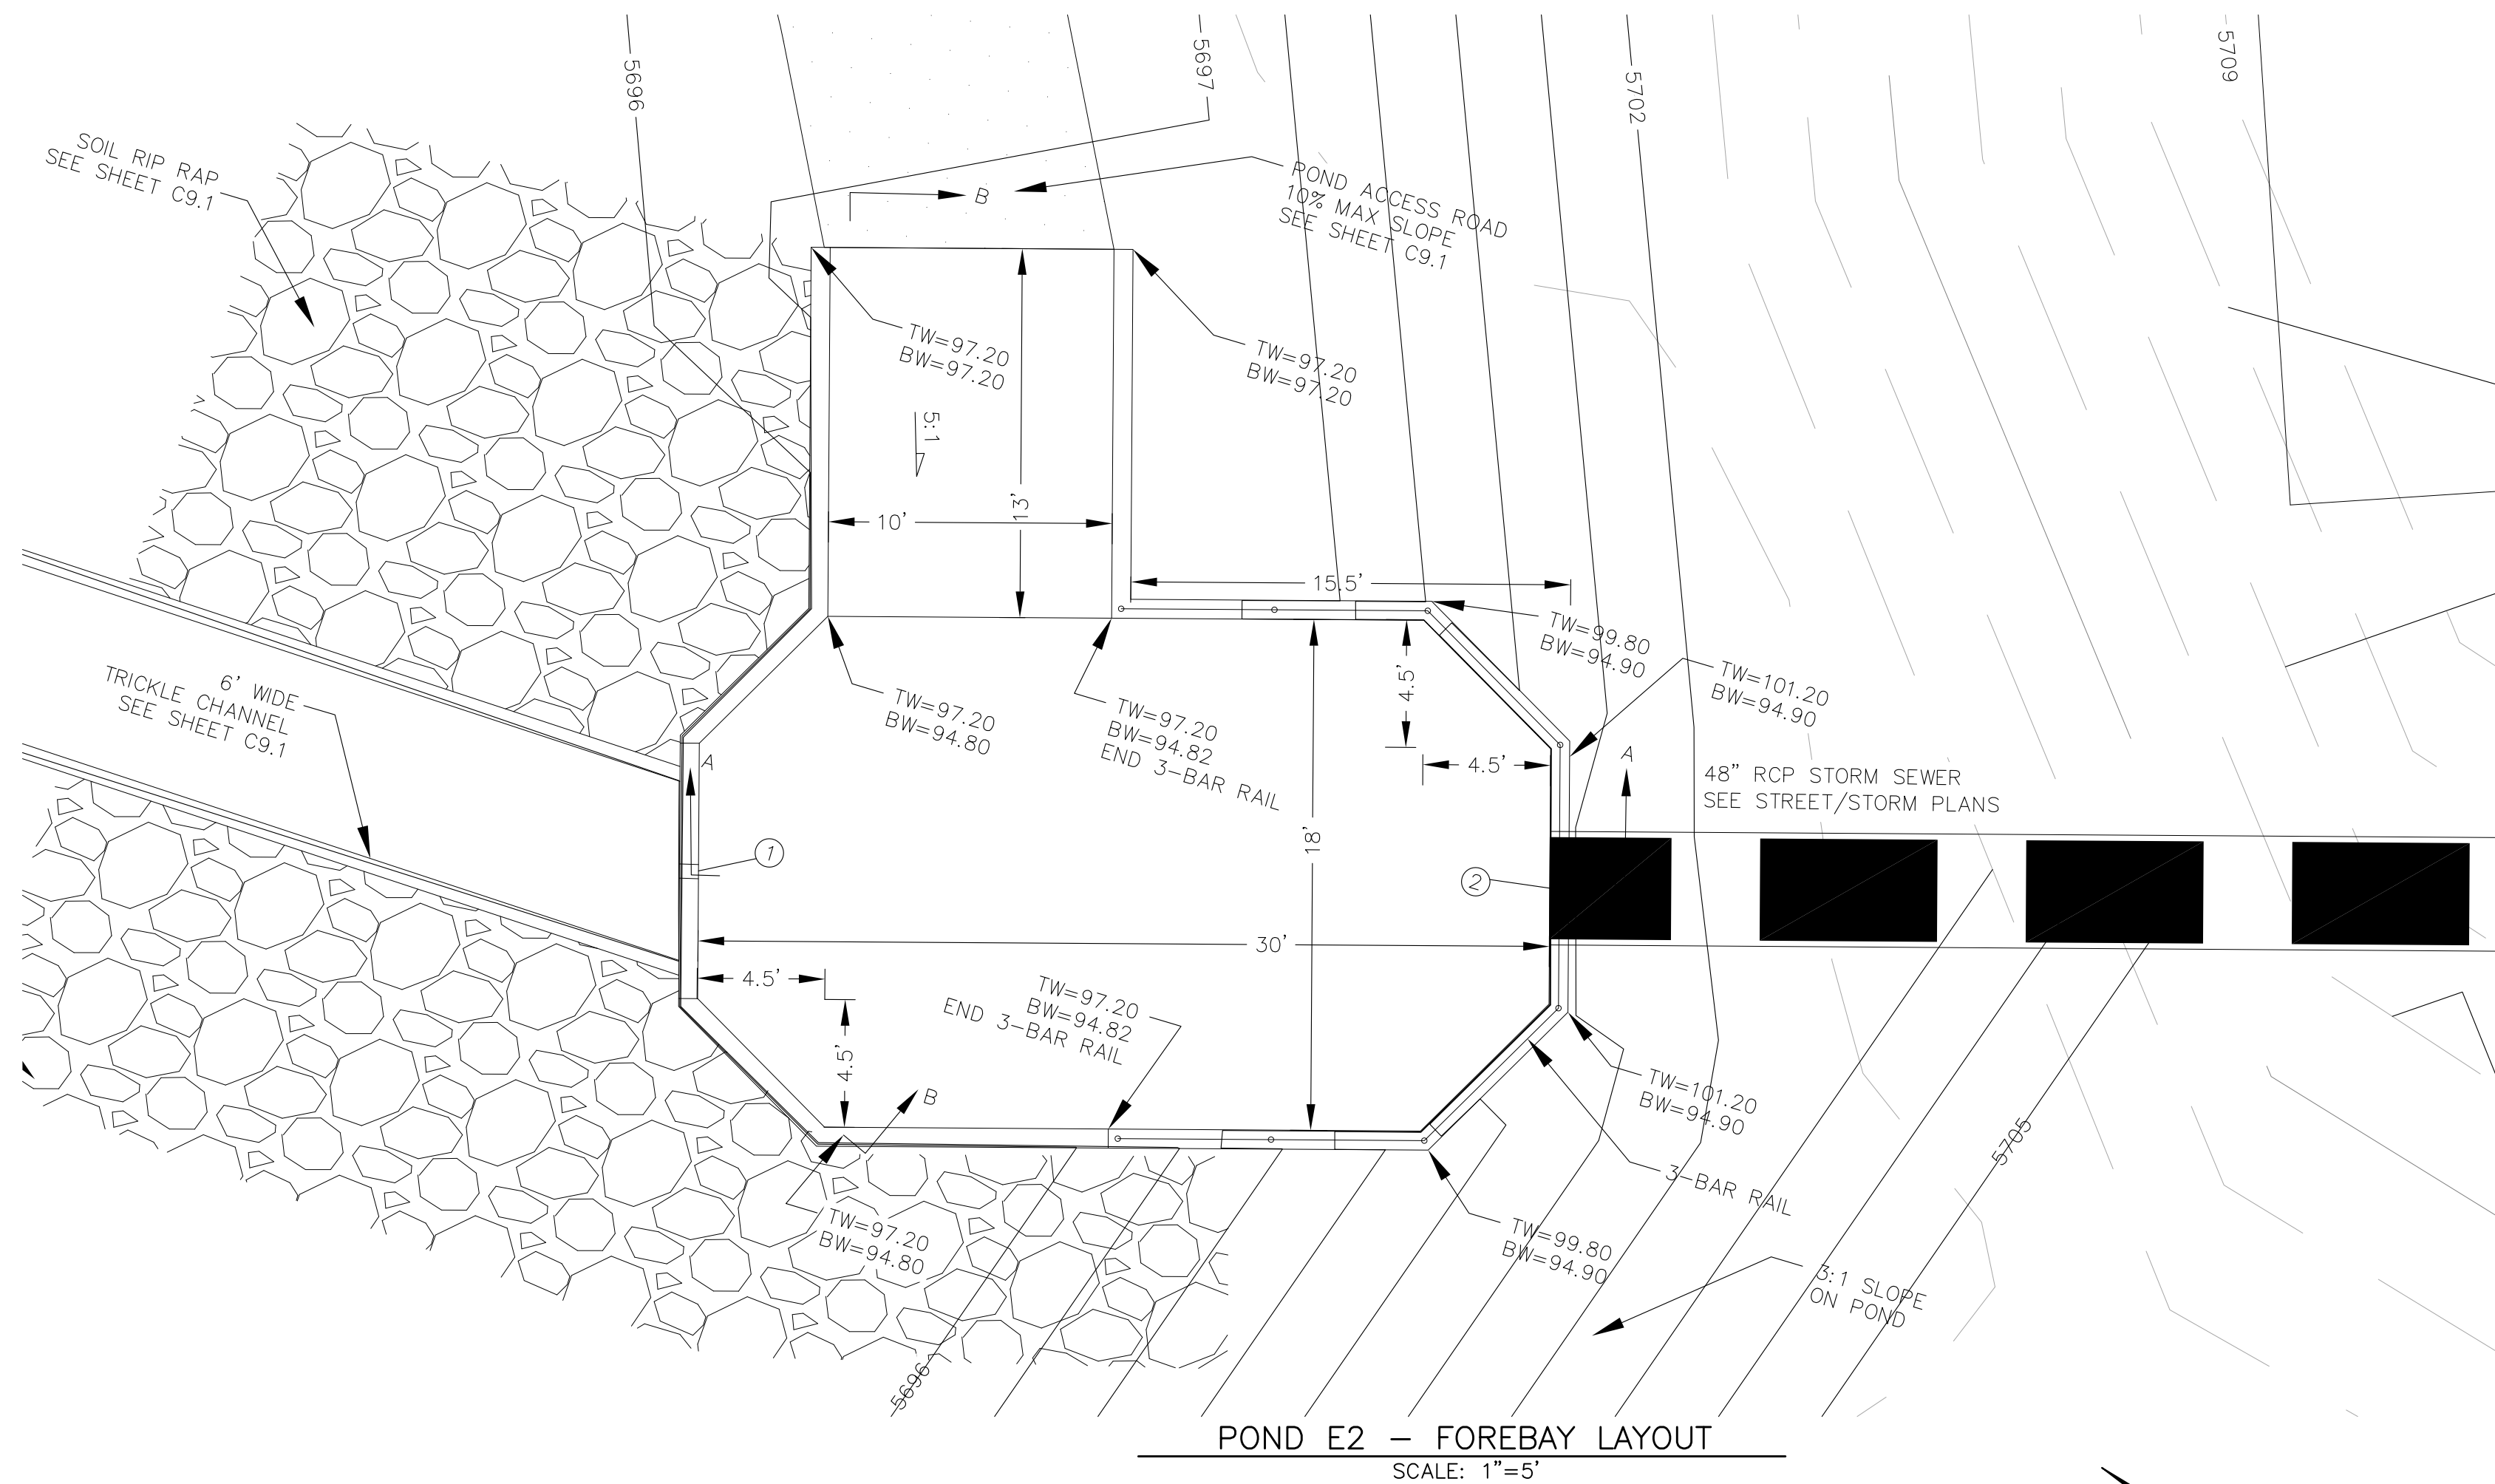 5696
5697
5702
5709
SOIL RIP RAP
SEE SHEET C9.1
B
POND ACCESS ROAD
10% MAX SLOPE
SEE SHEET C9.1
TW=97.20
BW=97.20
TW=97.20
BW=97.20
5:1
10'
13'
15.5'
TW=99.80
BW=94.90
TW=101.20
BW=94.90
6' WIDE
TRICKLE CHANNEL
SEE SHEET C9.1
TW=97.20
BW=94.80
TW=97.20
BW=94.82
END 3-BAR RAIL
4.5'
4.5'
A
A
48" RCP STORM SEWER
SEE STREET/STORM PLANS
1
18'
2
30'
4.5'
4.5'
TW=97.20
BW=94.82
END 3-BAR RAIL
B
TW=101.20
BW=94.90
3-BAR RAIL
5705
TW=97.20
BW=94.80
TW=99.80
BW=94.90
3:1 SLOPE
ON POND
5696
POND E2 - FOREBAY LAYOUT
SCALE: 1"=5'